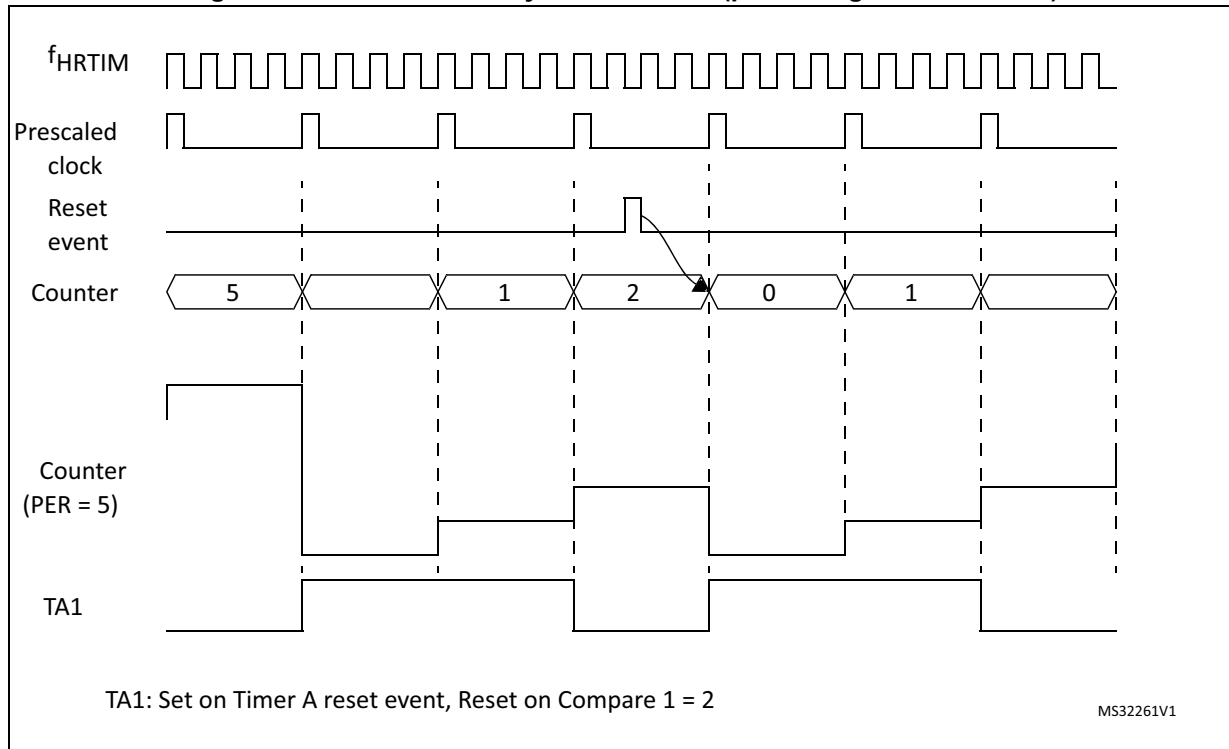 fHRTIM
Prescaled
clock
Reset
event
Counter 5 1 2 0 1
Counter
(PER = 5)
TA1
TA1: Set on Timer A reset event, Reset on Compare 1 = 2
MS32261V1